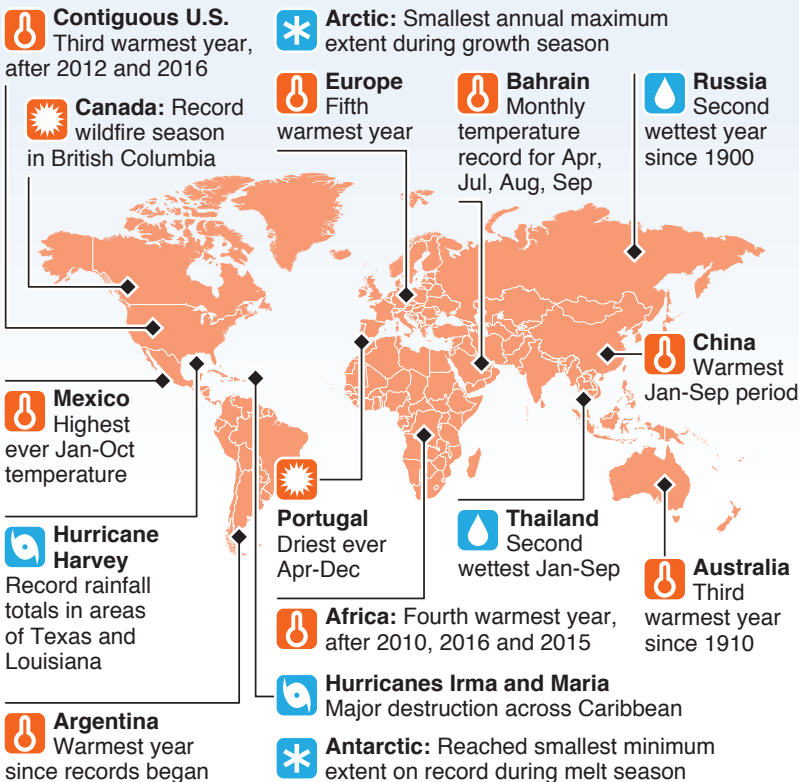 Contiguous U.S.
Third warmest year,
after 2012 and 2016
Arctic: Smallest annual maximum
extent during growth season
Canada: Record
wildfire season
in British Columbia
Europe
Fifth
warmest year
Bahrain
Monthly
temperature
record for Apr,
Jul, Aug, Sep
Russia
Second
wettest year
since 1900
China
Warmest
Jan-Sep period
Mexico
Highest
ever Jan-Oct
temperature
Portugal
Driest ever
Apr-Dec
Thailand
Second
wettest Jan-Sep
Australia
Third
warmest year
since 1910
Hurricane
Harvey
Record rainfall
totals in areas
of Texas and
Louisiana
Africa: Fourth warmest year,
after 2010, 2016 and 2015
Hurricanes Irma and Maria
Major destruction across Caribbean
Argentina
Warmest year
since records began
Antarctic: Reached smallest minimum
extent on record during melt season